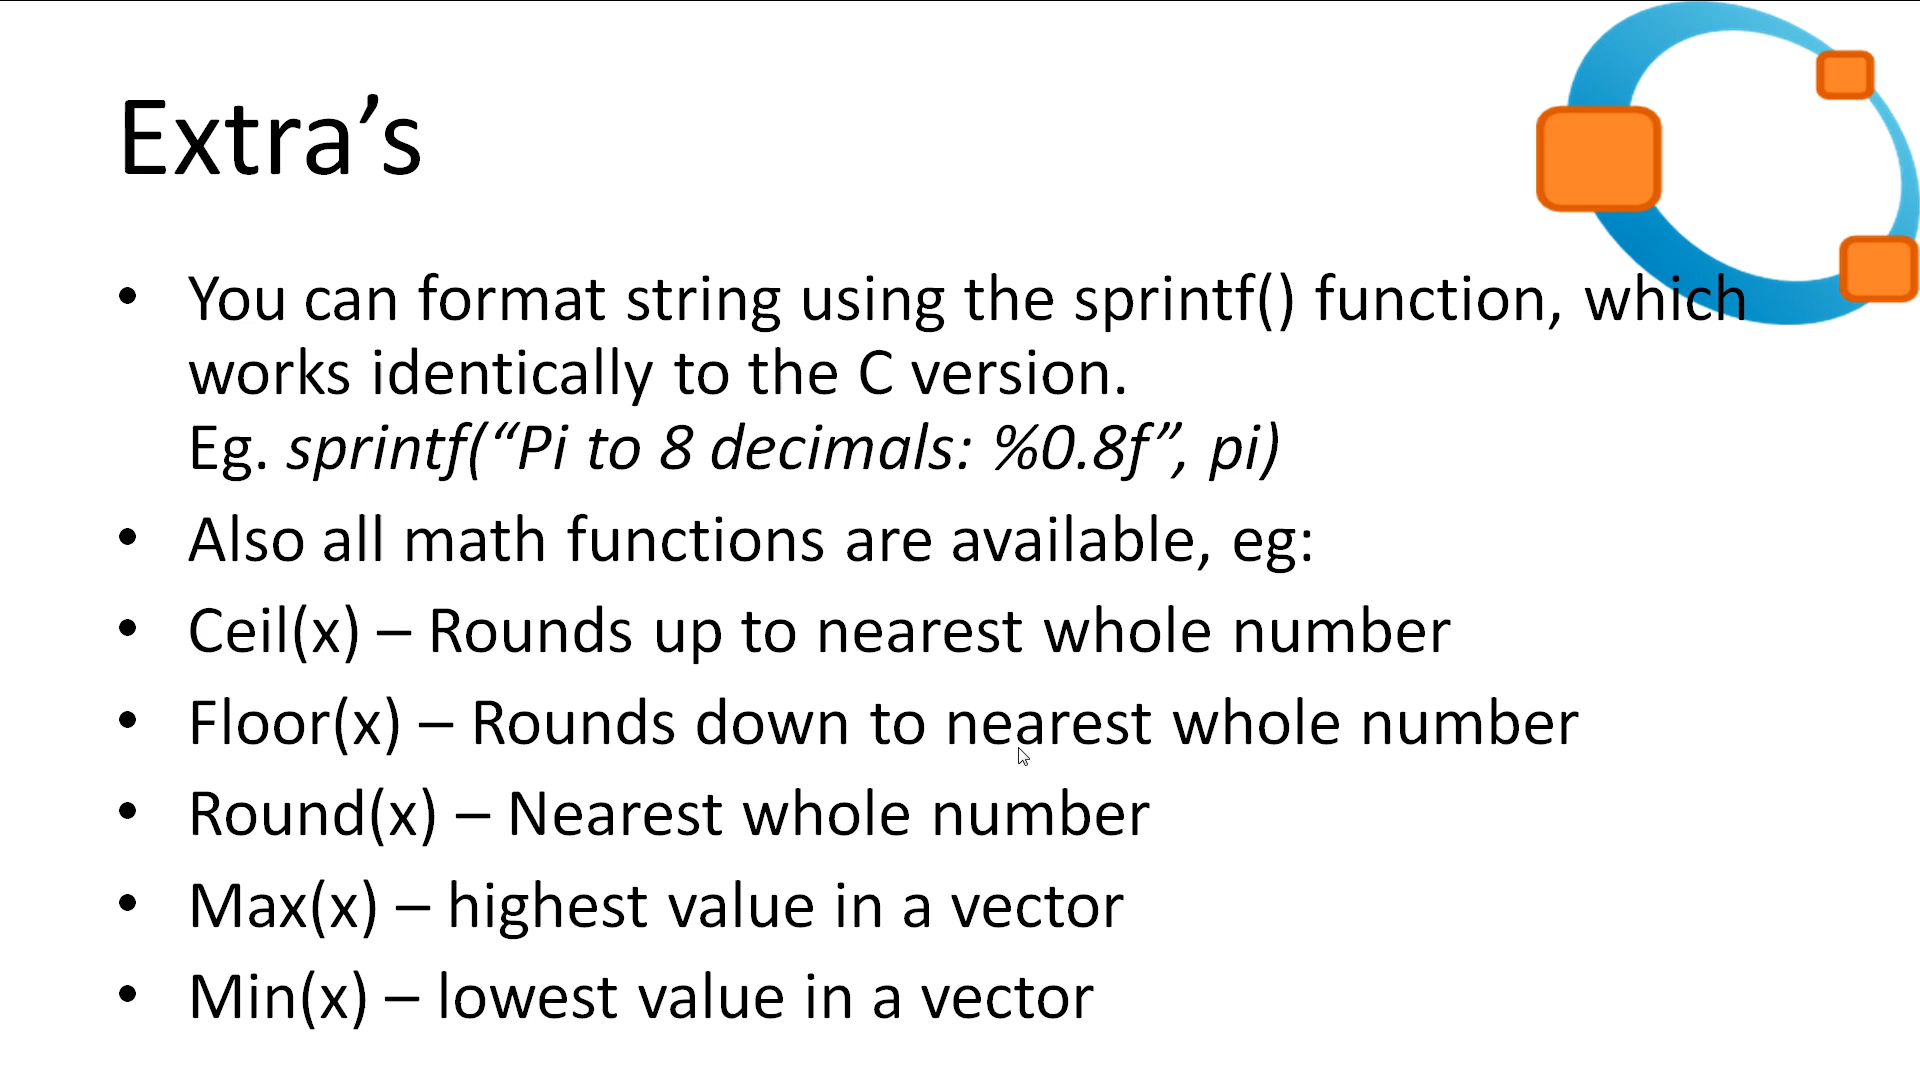 Extra’s
• You can format string using the sprintf() function, which
works identically to the C version.
Eg. sprintf(“Pi to 8 decimals: %0.8f”, pi)
• Also all math functions are available, eg:
• Ceil(x) – Rounds up to nearest whole number
• Floor(x) – Rounds down to nearest whole number
• Round(x) – Nearest whole number
• Max(x) – highest value in a vector
• Min(x) – lowest value in a vector